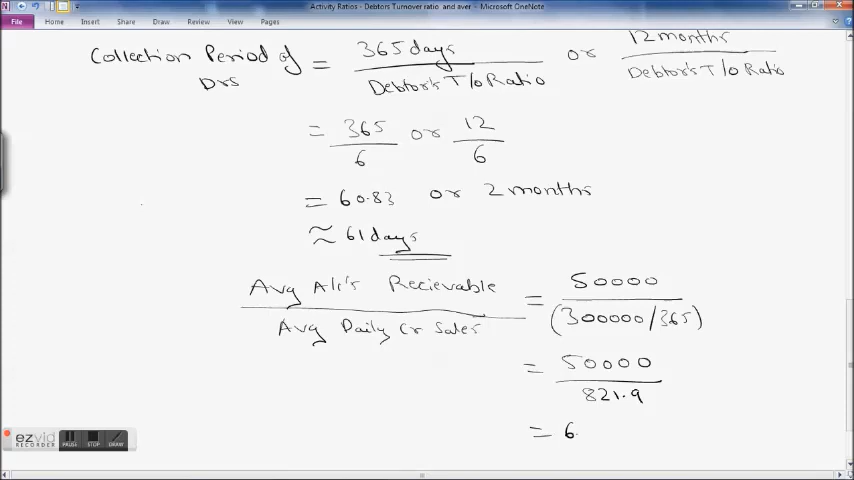 Activity Ratios - Debtors Turnover ratio and aver - Microsoft OneNote
File Home Insert Share Draw Review View Pages
Collection Period of Drs = 365 days / Debtor's T/o Ratio or 12 months / Debtor's T/o Ratio
= 365/6 or 12/6
= 60.83 or 2 months
≈ 61 days
Avg A/c's Recievable / Avg Daily Cr Sales = 50000 / (300000/365)
= 50000 / 821.9
= 6.
ezvid
RECORDER
PAUSE STOP DRAW